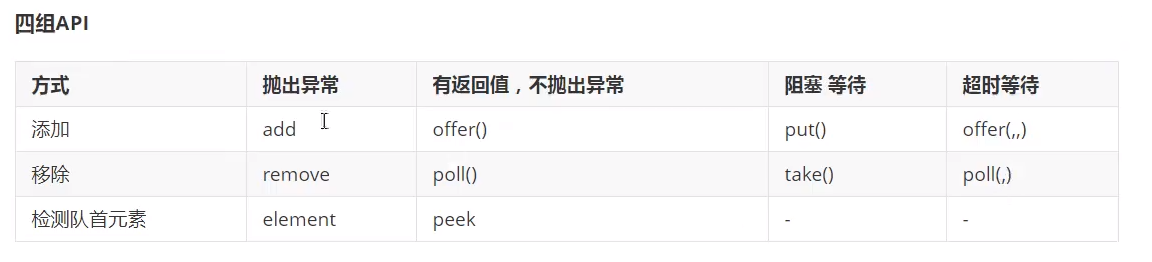 四组API
方式 抛出异常 有返回值，不抛出异常 阻塞 等待 超时等待
添加 add offer() put() offer(,,)
移除 remove poll() take() poll(,)
检测队首元素 element peek - -